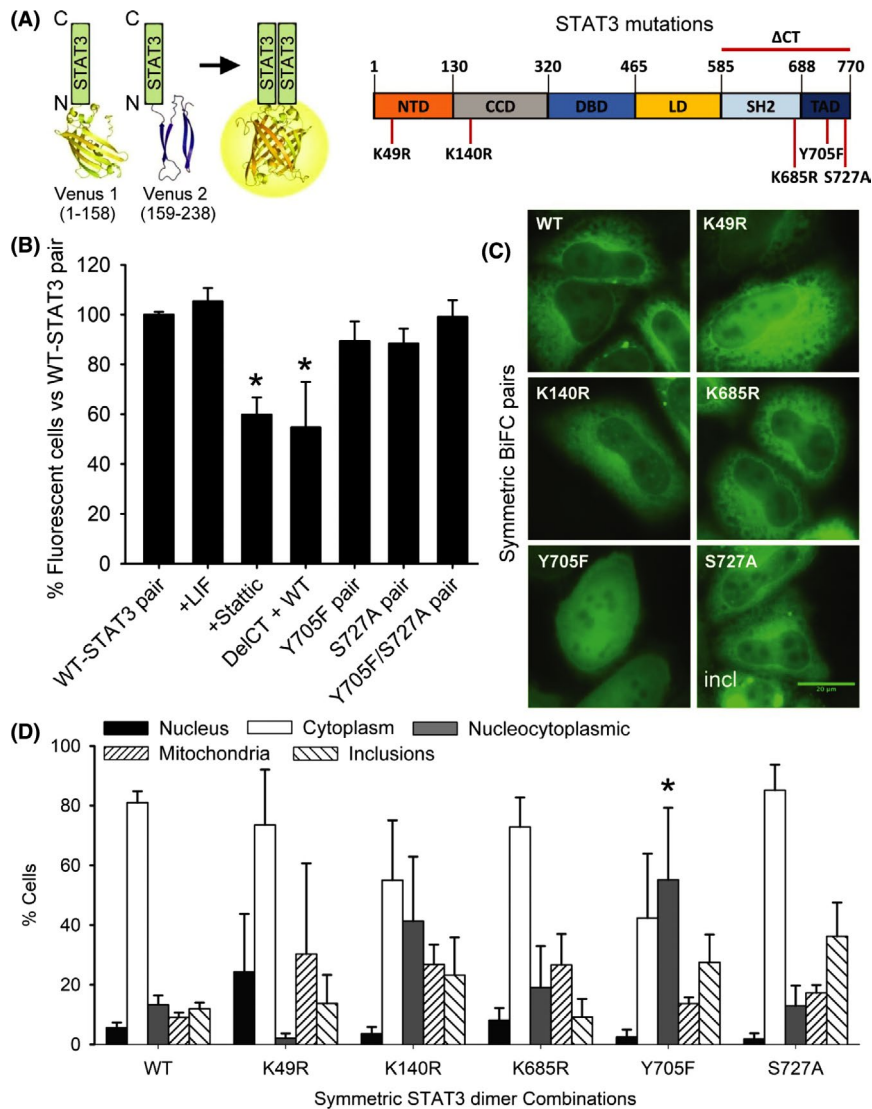 (A)
C
C
STAT3
STAT3
STAT3
STAT3
N
N
Venus 1
(1-158)
Venus 2
(159-238)
STAT3 mutations
ΔCT
1 130 320 465 585 688 770
NTD CCD DBD LD SH2 TAD
K49R K140R Y705F
K685R S727A
(B)
% Fluorescent cells vs WT-STAT3 pair
120
100
80
60
40
20
0
* *
WT-STAT3 pair
+LIF
+Stattic
DelCT + WT
Y705F pair
S727A pair
Y705F/S727A pair
(C)
Symmetric BiFC pairs
WT K49R
K140R K685R
Y705F S727A
incl
20 µm
(D)
Nucleus Cytoplasm Nucleocytoplasmic
Mitochondria Inclusions
% Cells
100
80
60
40
20
0
*
WT K49R K140R K685R Y705F S727A
Symmetric STAT3 dimer Combinations